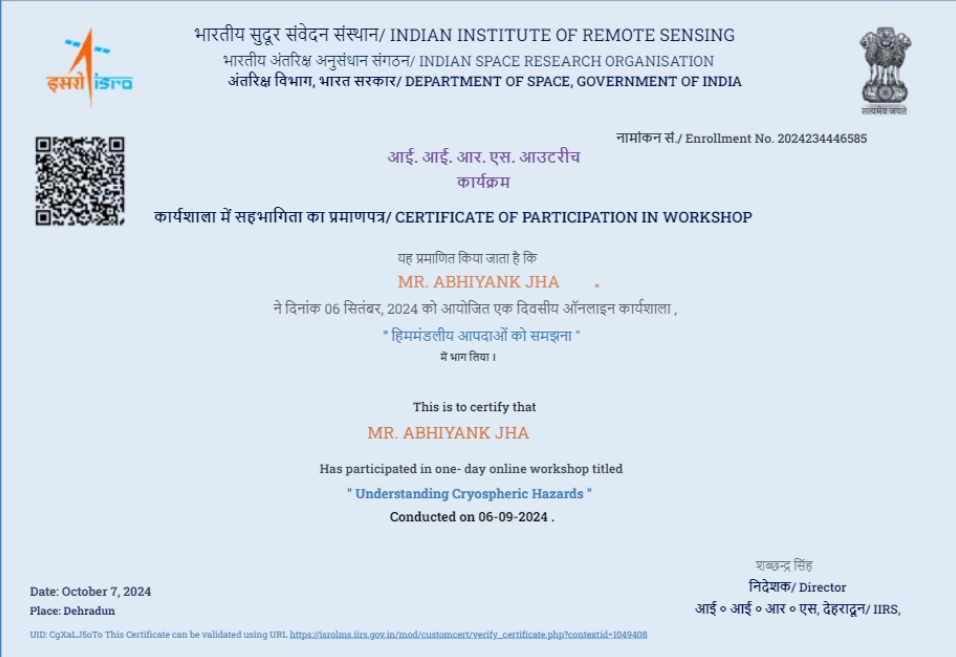 इसरो isro
भारतीय सुदूर संवेदन संस्थान/ INDIAN INSTITUTE OF REMOTE SENSING
भारतीय अंतरिक्ष अनुसंधान संगठन/ INDIAN SPACE RESEARCH ORGANISATION
अंतरिक्ष विभाग, भारत सरकार/ DEPARTMENT OF SPACE, GOVERNMENT OF INDIA
सत्यमेव जयते
नामांकन सं./ Enrollment No. 2024234446585
आई. आई. आर. एस. आउटरीच
कार्यक्रम
कार्यशाला में सहभागिता का प्रमाणपत्र/ CERTIFICATE OF PARTICIPATION IN WORKSHOP
यह प्रमाणित किया जाता है कि
MR. ABHIYANK JHA .
ने दिनांक 06 सितंबर, 2024 को आयोजित एक दिवसीय ऑनलाइन कार्यशाला ,
" हिममंडलीय आपदाओं को समझना "
में भाग लिया ।
This is to certify that
MR. ABHIYANK JHA
Has participated in one- day online workshop titled
" Understanding Cryospheric Hazards "
Conducted on 06-09-2024 .
शब्छन्द्र सिंह
निदेशक/ Director
आई ० आई ० आर ० एस, देहरादून/ IIRS,
Date: October 7, 2024
Place: Dehradun
UID: CgXaLJ5oTo This Certificate can be validated using URL https://isrolms.iirs.gov.in/mod/customcert/verify_certificate.php?contextid=1049408